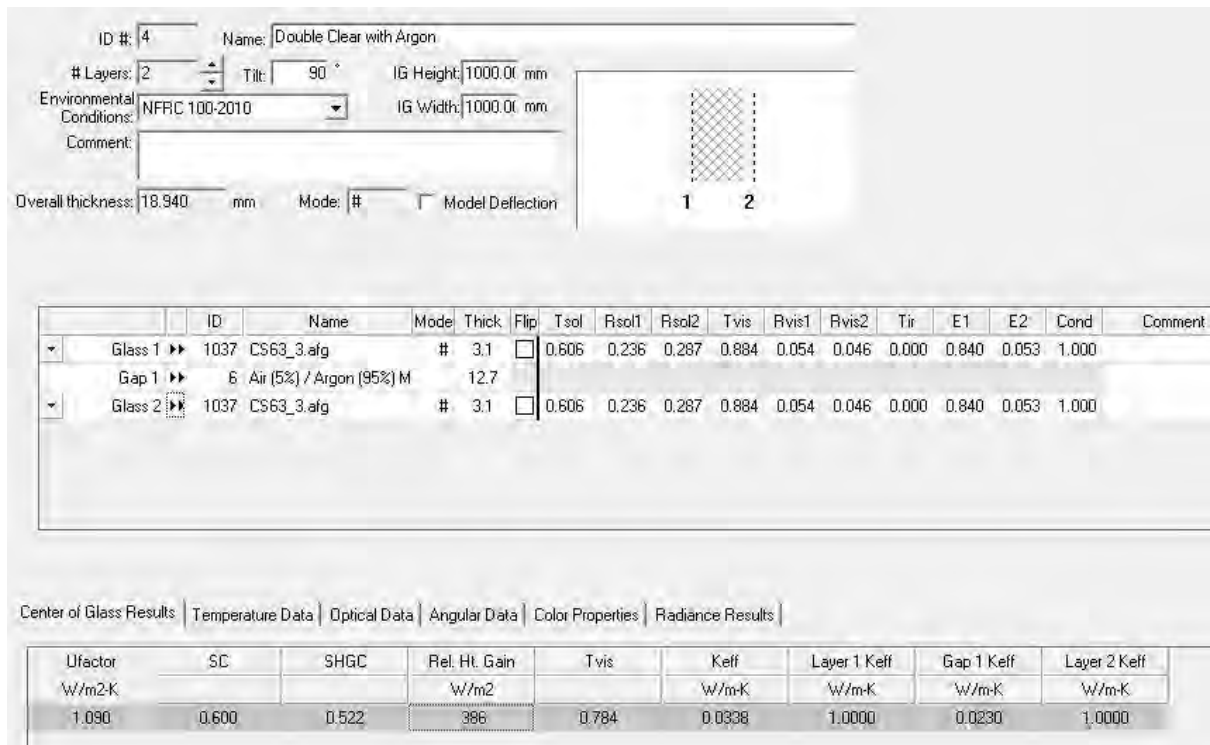 ID #: 4 Name: Double Clear with Argon
# Layers: 2 Tilt: 90 ° IG Height: 1000.00 mm
Environmental Conditions: NFRC 100-2010 IG Width: 1000.00 mm
Comment:
Overall thickness: 18.940 mm Mode: # Model Deflection
1 2
ID Name Mode Thick Flip Tsol Rsol1 Rsol2 Tvis Rvis1 Rvis2 Tir E1 E2 Cond Comment
Glass 1 1037 CS63_3.afg # 3.1 0.606 0.236 0.287 0.884 0.054 0.046 0.000 0.840 0.053 1.000
Gap 1 6 Air (5%) / Argon (95%) M 12.7
Glass 2 1037 CS63_3.afg # 3.1 0.606 0.236 0.287 0.884 0.054 0.046 0.000 0.840 0.053 1.000
Center of Glass Results Temperature Data Optical Data Angular Data Color Properties Radiance Results
Ufactor SC SHGC Rel. Ht. Gain Tvis Keff Layer 1 Keff Gap 1 Keff Layer 2 Keff
W/m2-K W/m2 W/m-K W/m-K W/m-K W/m-K
1.090 0.600 0.522 386 0.784 0.0338 1.0000 0.0230 1.0000